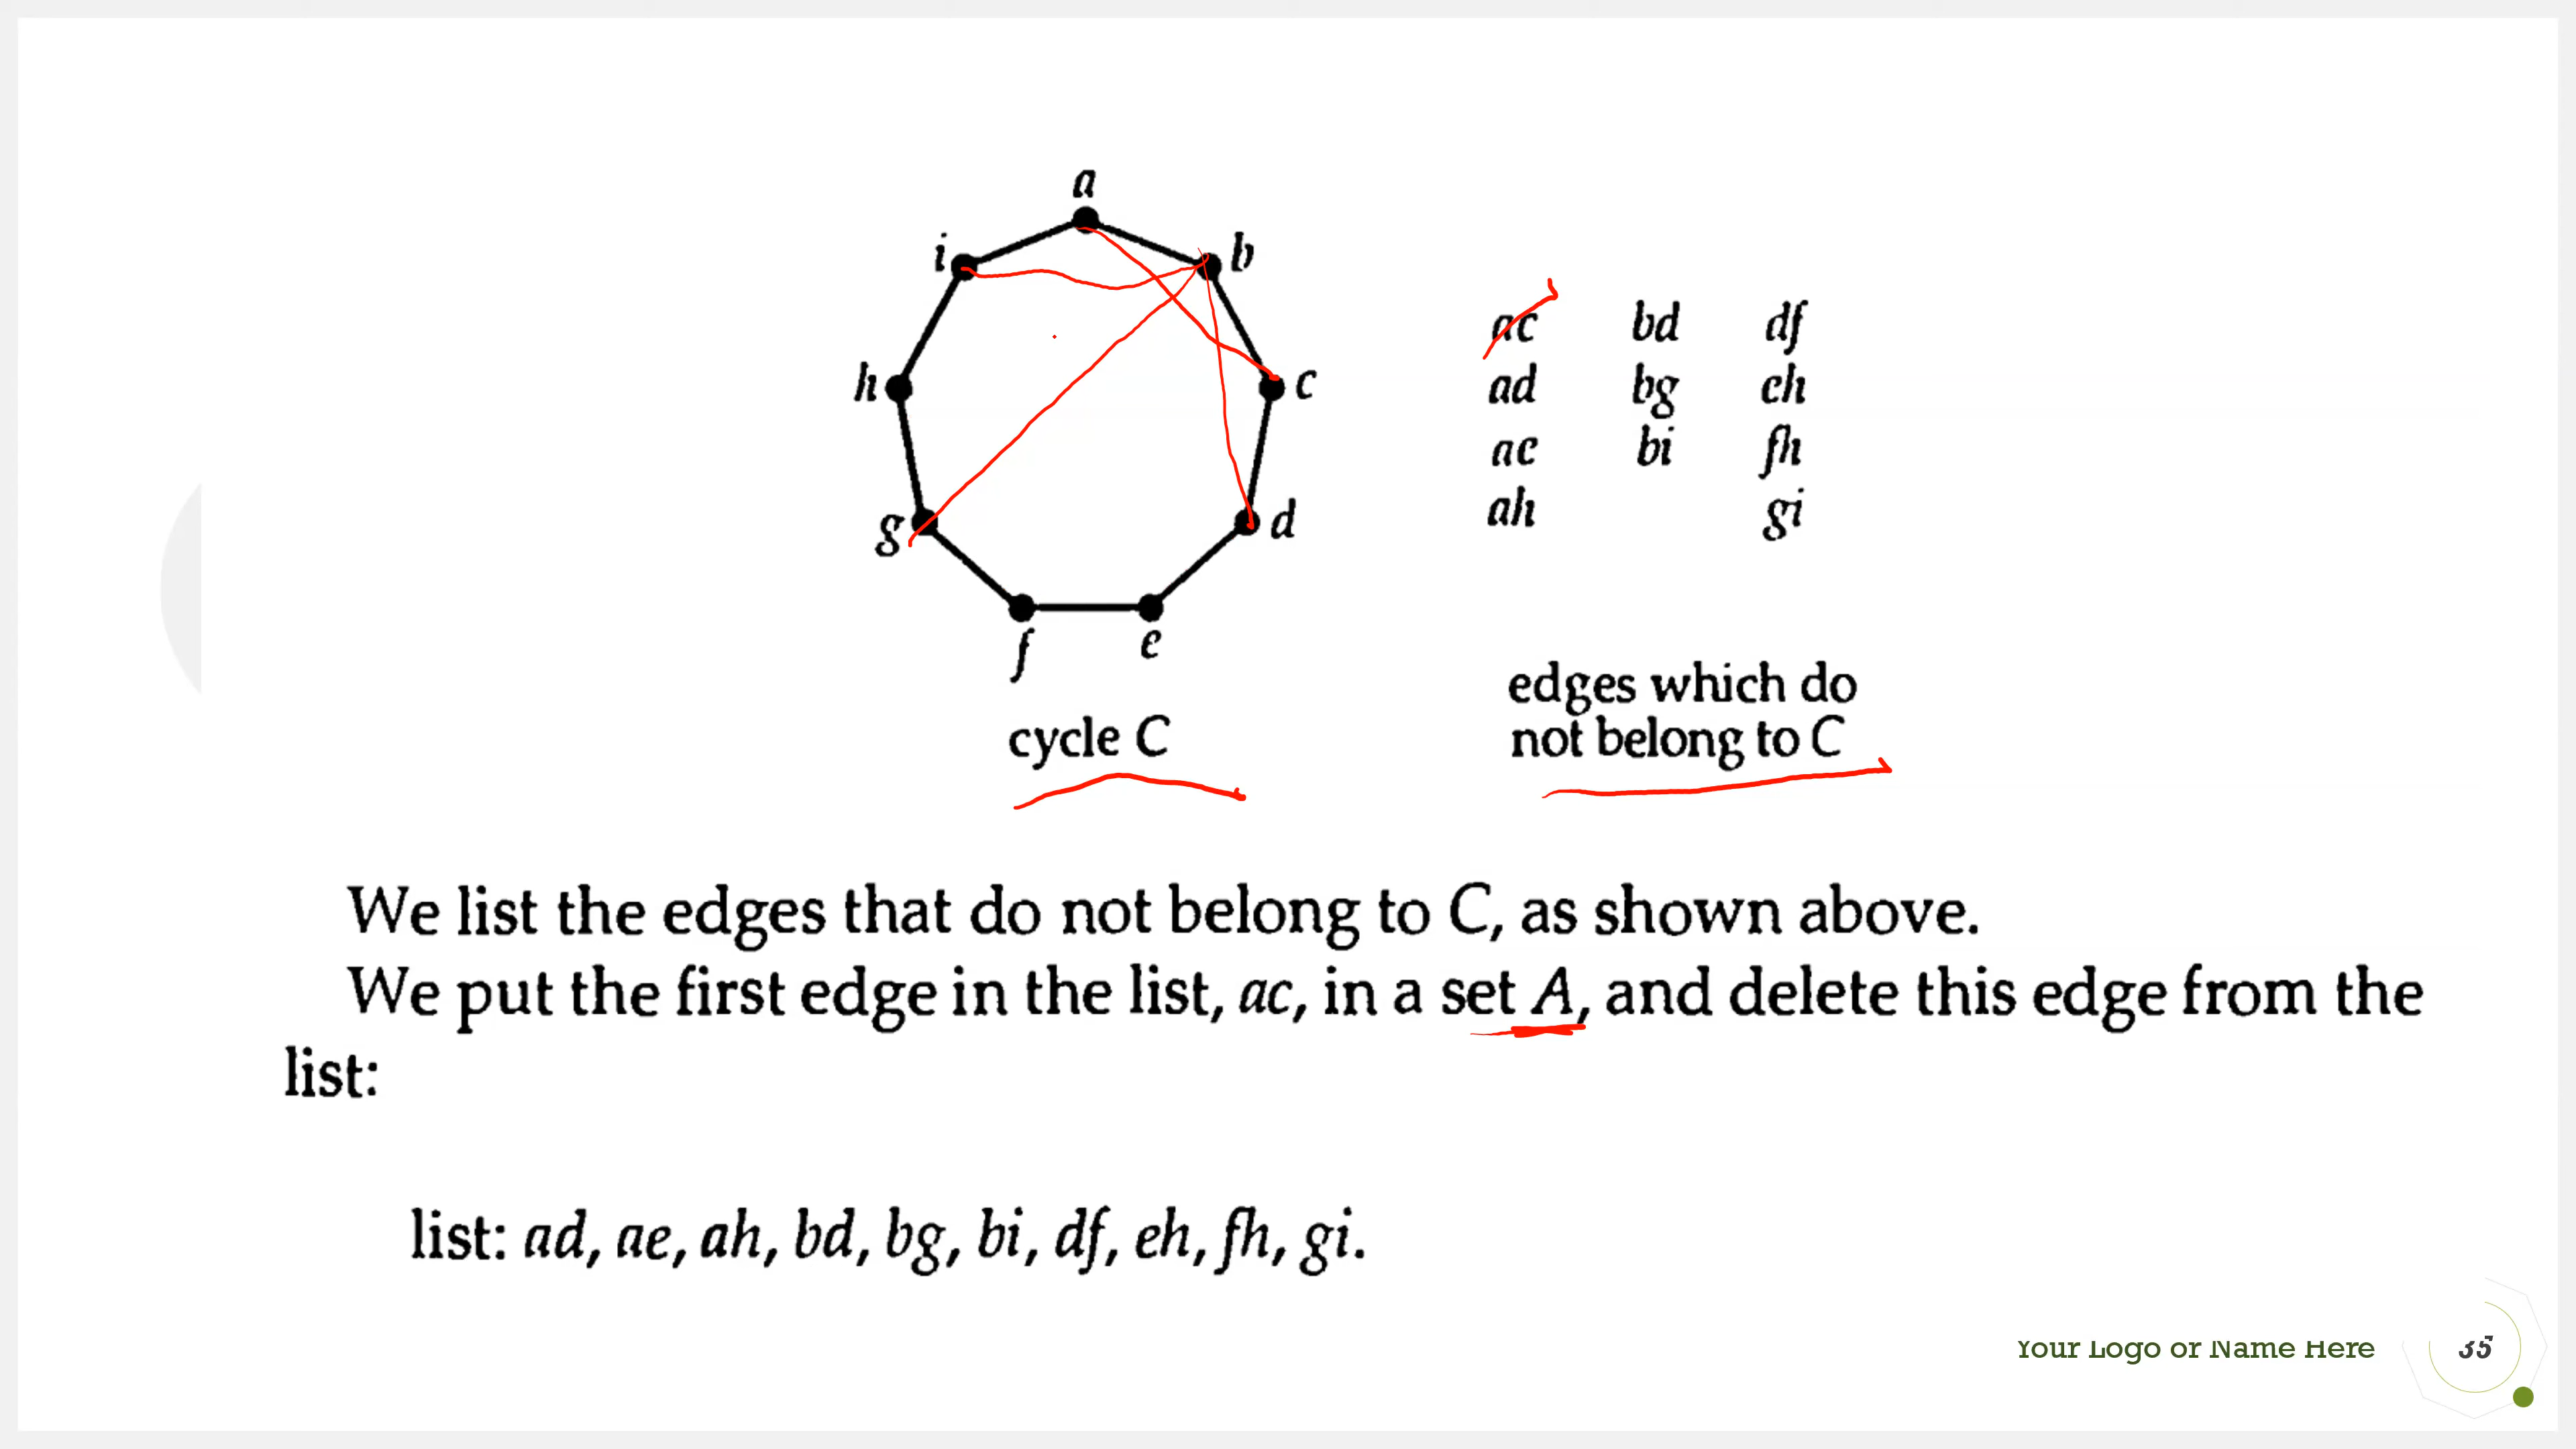 a
i
b
h
c
g
d
f
e
ac bd df
ad bg eh
ae bi fh
ah gi
cycle C
edges which do
not belong to C
We list the edges that do not belong to C, as shown above.
We put the first edge in the list, ac, in a set A, and delete this edge from the
list:
list: ad, ae, ah, bd, bg, bi, df, eh, fh, gi.
Your Logo or Name Here
35